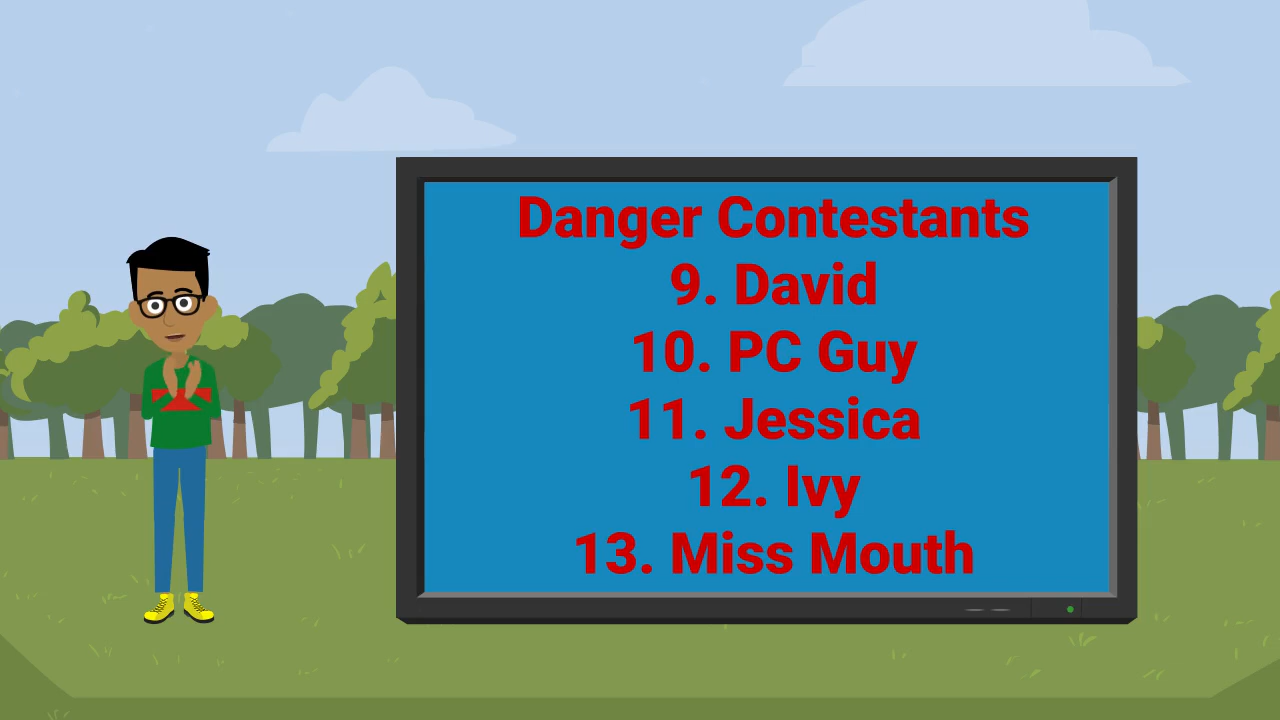 Danger Contestants
9. David
10. PC Guy
11. Jessica
12. Ivy
13. Miss Mouth